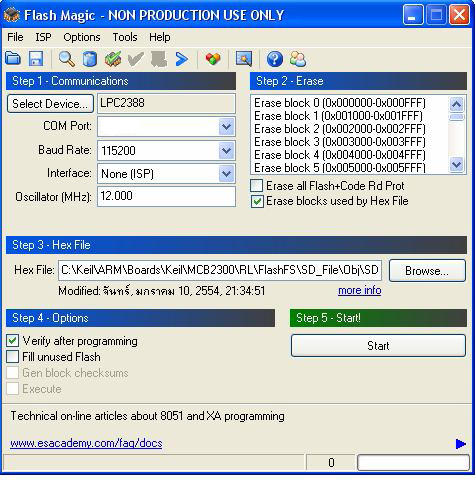 Flash Magic - NON PRODUCTION USE ONLY
File ISP Options Tools Help
Step 1 - Communications
Select Device... LPC2388
COM Port:
Baud Rate: 115200
Interface: None (ISP)
Oscillator (MHz): 12.000
Step 2 - Erase
Erase block 0 (0x000000-0x000FFF)
Erase block 1 (0x001000-0x001FFF)
Erase block 2 (0x002000-0x002FFF)
Erase block 3 (0x003000-0x003FFF)
Erase block 4 (0x004000-0x004FFF)
Erase block 5 (0x005000-0x005FFF)
Erase all Flash+Code Rd Prot
Erase blocks used by Hex File
Step 3 - Hex File
Hex File: C:\Keil\ARM\Boards\Keil\MCB2300\RL\FlashFS\SD_File\Obj\SD Browse...
Modified: จันทร์, มกราคม 10, 2554, 21:34:51 more info
Step 4 - Options
Verify after programming
Fill unused Flash
Gen block checksums
Execute
Step 5 - Start!
Start
Technical on-line articles about 8051 and XA programming
www.esacademy.com/faq/docs
0